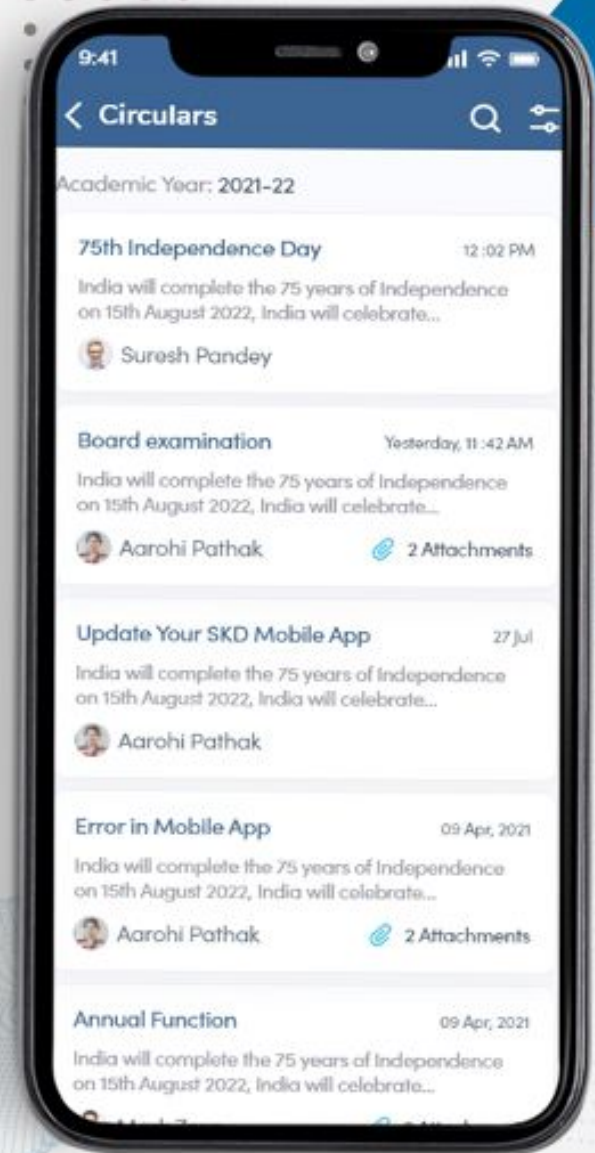 9:41
Circulars
Academic Year: 2021-22
75th Independence Day 12:02 PM
India will complete the 75 years of Independence
on 15th August 2022, India will celebrate...
Suresh Pandey
Board examination Yesterday, 11:42 AM
India will complete the 75 years of Independence
on 15th August 2022, India will celebrate...
Aarohi Pathak 2 Attachments
Update Your SKD Mobile App 27 Jul
India will complete the 75 years of Independence
on 15th August 2022, India will celebrate...
Aarohi Pathak
Error in Mobile App 09 Apr, 2021
India will complete the 75 years of Independence
on 15th August 2022, India will celebrate...
Aarohi Pathak 2 Attachments
Annual Function 09 Apr, 2021
India will complete the 75 years of Independence
on 15th August 2022, India will celebrate...